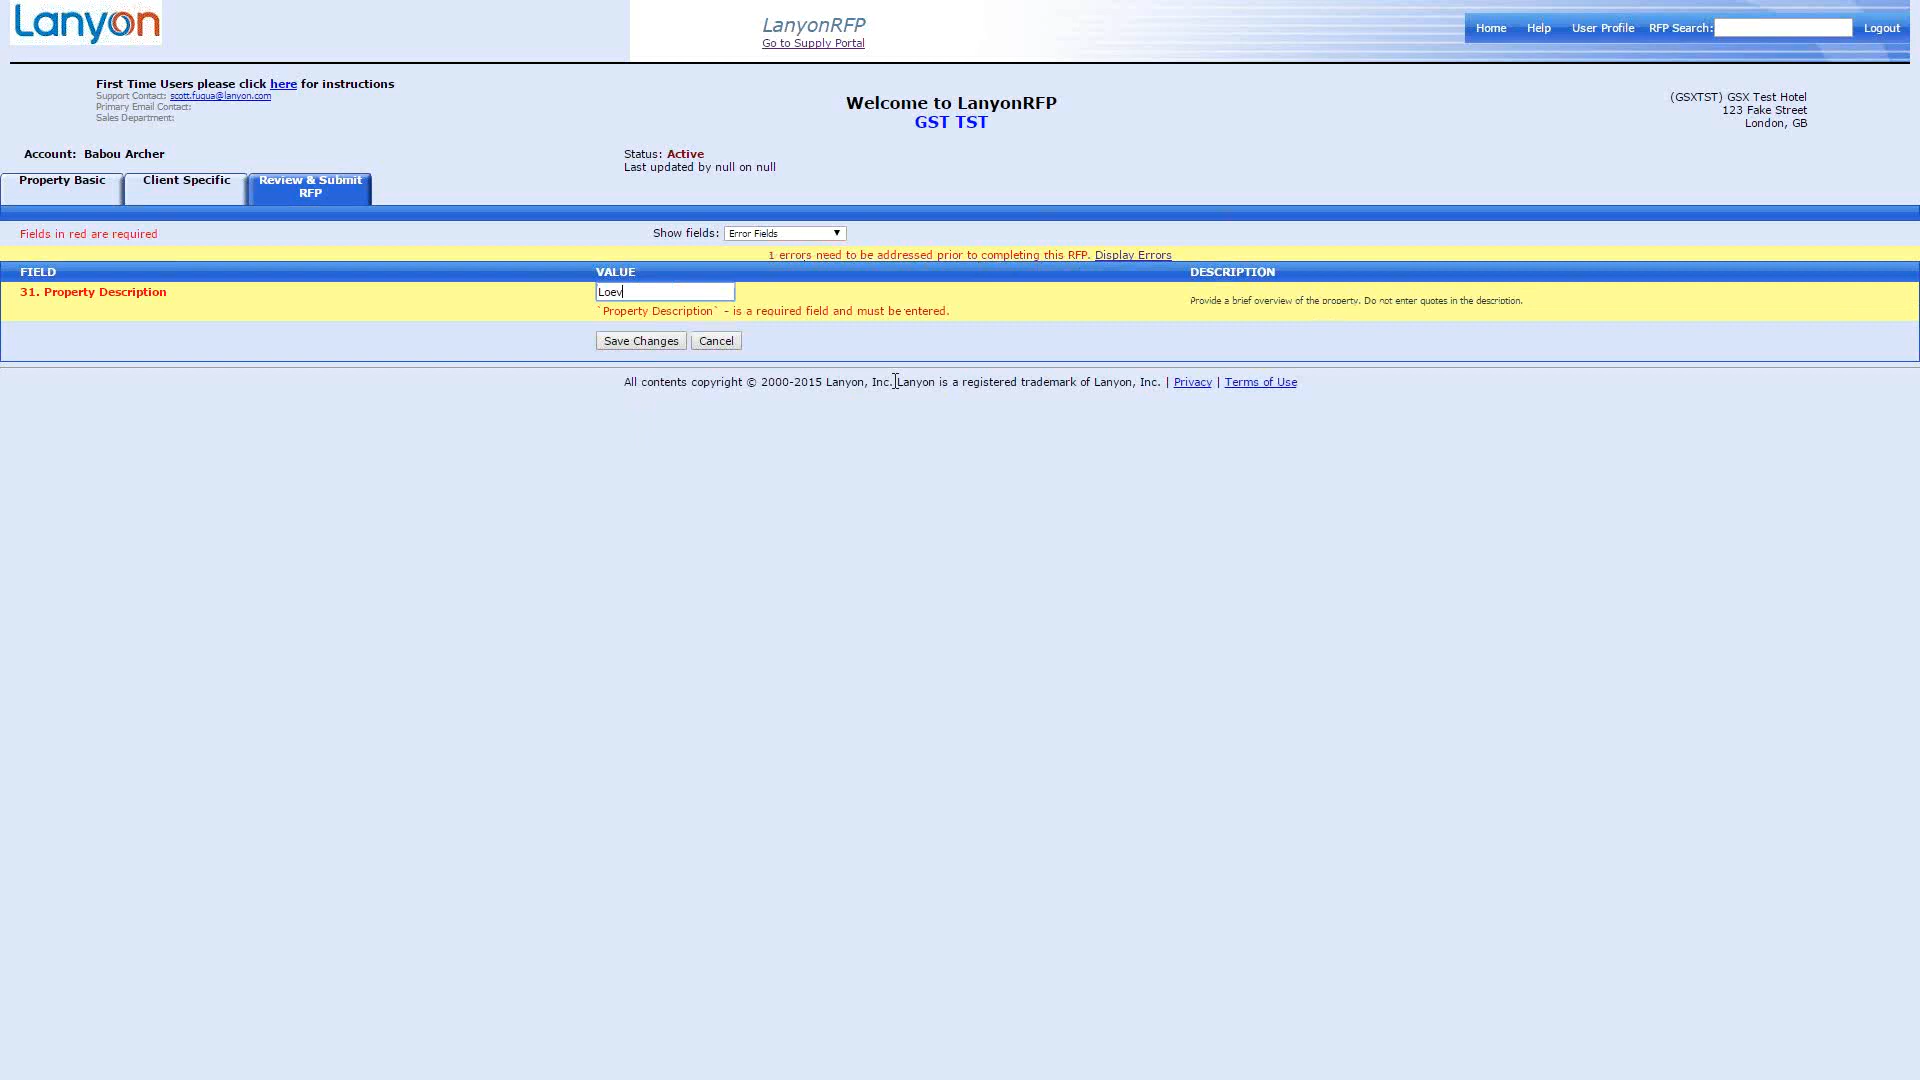 Lanyon
LanyonRFP
Go to Supply Portal
Home Help User Profile RFP Search: Logout
First Time Users please click here for instructions
Support Contact: scott.fuqua@lanyon.com
Primary Email Contact:
Sales Department:
Welcome to LanyonRFP
GST TST
(GSXTST) GSX Test Hotel
123 Fake Street
London, GB
Account: Babou Archer
Status: Active
Last updated by null on null
Property Basic
Client Specific
Review & Submit
RFP
Fields in red are required
Show fields: Error Fields
1 errors need to be addressed prior to completing this RFP. Display Errors
FIELD VALUE DESCRIPTION
31. Property Description
Loev
`Property Description` - is a required field and must be entered.
Provide a brief overview of the property. Do not enter quotes in the description.
Save Changes Cancel
All contents copyright © 2000-2015 Lanyon, Inc. Lanyon is a registered trademark of Lanyon, Inc. | Privacy | Terms of Use